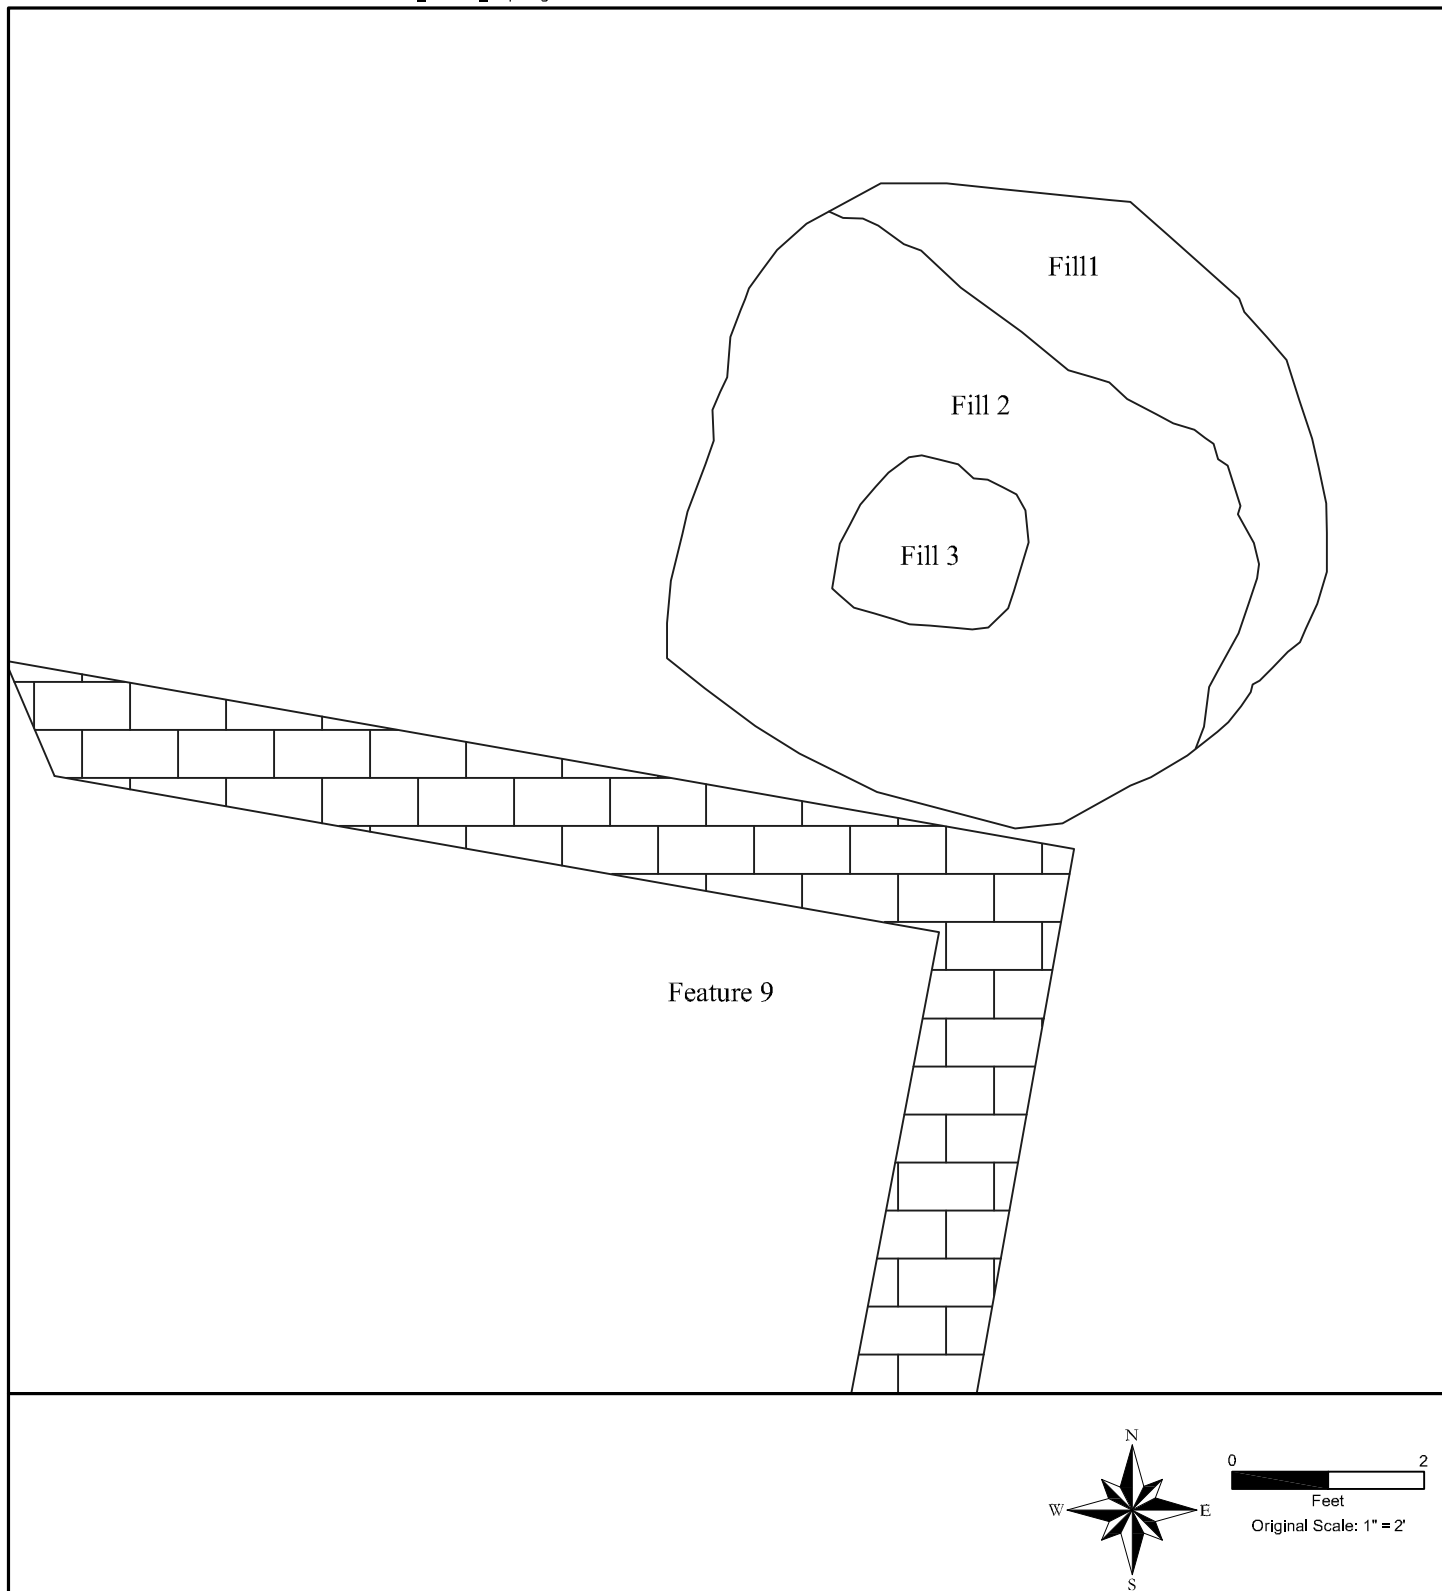 Fill1
Fill 2
Fill 3
Feature 9
N
W E
S
0 2
Feet
Original Scale: 1" = 2'